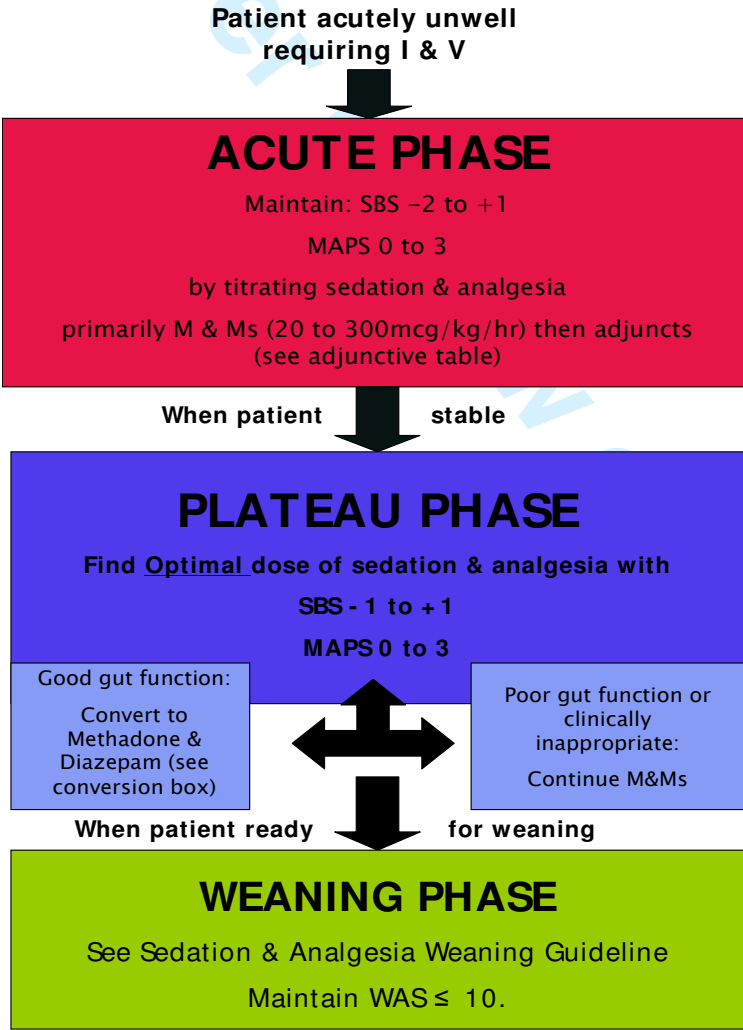 Patient acutely unwell
requiring I & V
ACUTE PHASE
Maintain: SBS -2 to +1
MAPS 0 to 3
by titrating sedation & analgesia
primarily M & Ms (20 to 300mcg/kg/hr) then adjuncts
(see adjunctive table)
When patient stable
PLATEAU PHASE
Find Optimal dose of sedation & analgesia with
SBS - 1 to + 1
MAPS 0 to 3
Good gut function:
Convert to
Methadone &
Diazepam (see
conversion box)
Poor gut function or
clinically
inappropriate:
Continue M&Ms
When patient ready for weaning
WEANING PHASE
See Sedation & Analgesia Weaning Guideline
Maintain WAS ≤ 10.